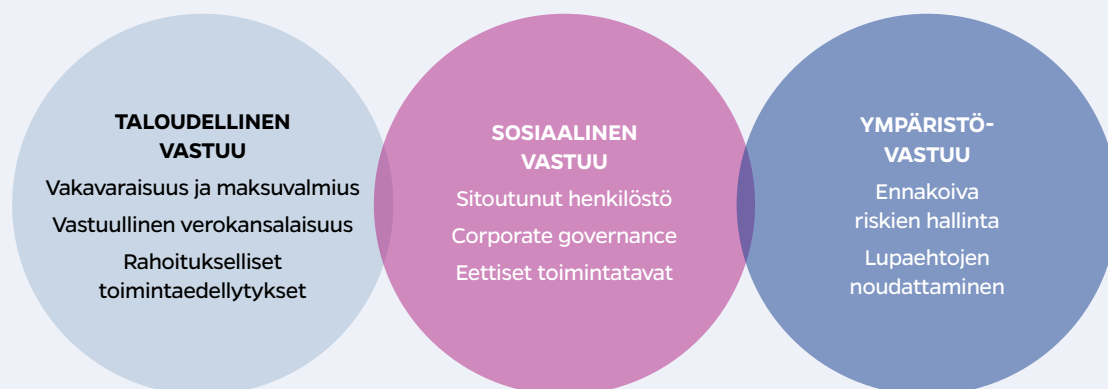 TALOUDELLINEN
VASTUU
Vakavaraisuus ja maksuvalmius
Vastuullinen verokansalaisuus
Rahoitukselliset
toimintaedellytykset
SOSIAALINEN
VASTUU
Sitoutunut henkilöstö
Corporate governance
Eettiset toimintatavat
YMPÄRISTÖ-
VASTUU
Ennakoiva
riskien hallinta
Lupaehtojen
noudattaminen